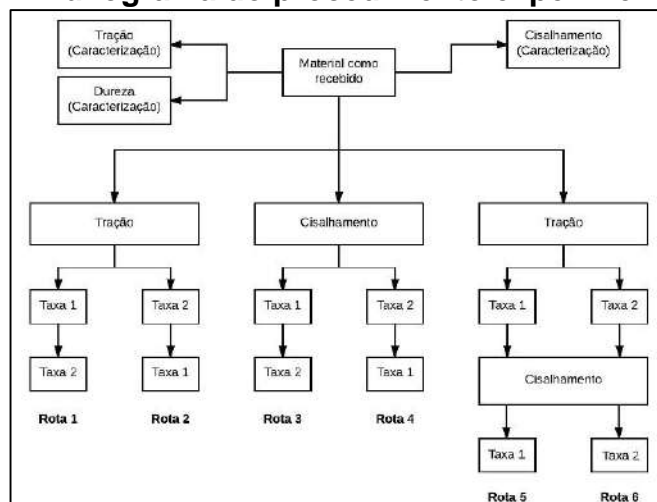 Tração
(Caracterização)
Cisalhamento
(Caracterização)
Material como
recebido
Dureza
(Caracterização)
Tração
Cisalhamento
Tração
Taxa 1
Taxa 2
Taxa 1
Taxa 2
Taxa 1
Taxa 2
Taxa 2
Taxa 1
Taxa 2
Taxa 1
Cisalhamento
Rota 1
Rota 2
Rota 3
Rota 4
Taxa 1
Taxa 2
Rota 5
Rota 6